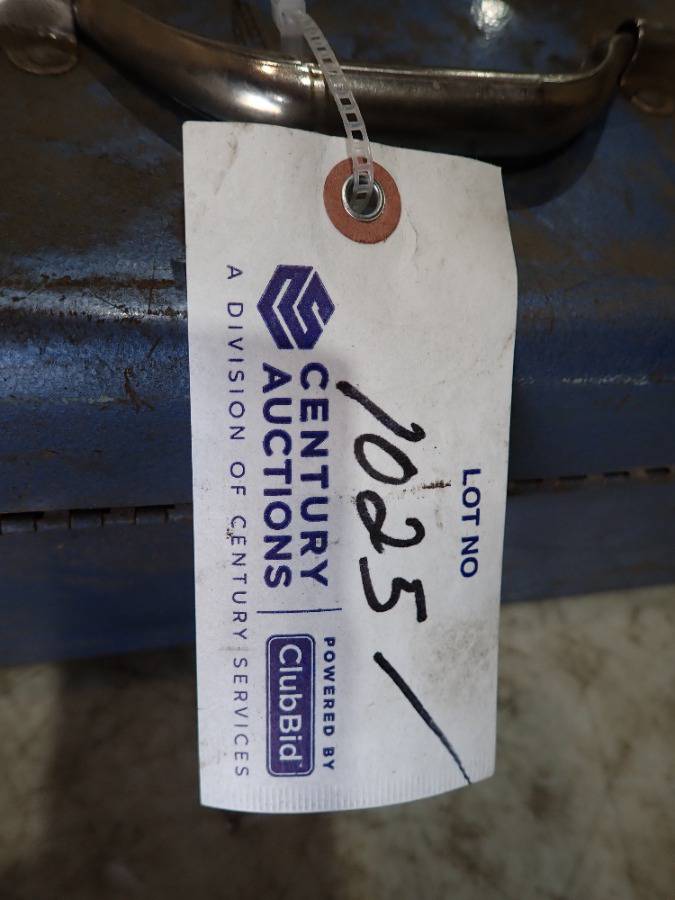 LOT NO
1025/
CENTURY
AUCTIONS
A DIVISION OF CENTURY SERVICES
POWERED BY
ClubBid